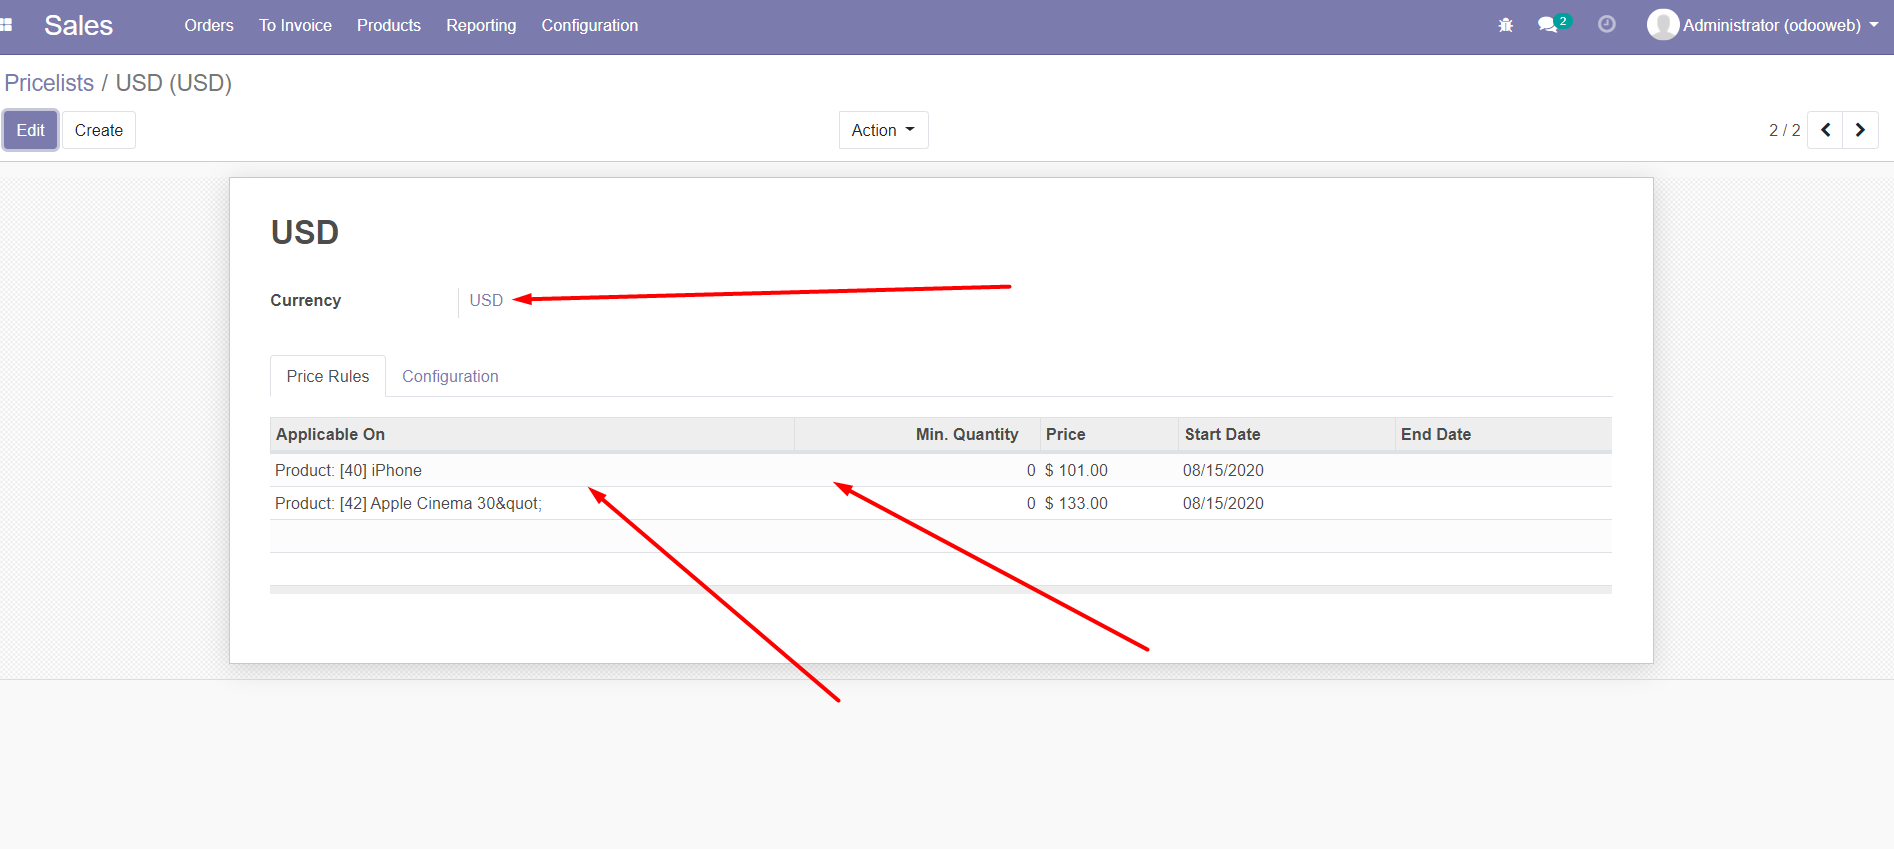 Sales Orders To Invoice Products Reporting Configuration 2 Administrator (odooweb)
Pricelists / USD (USD)
Edit Create Action 2 / 2
USD
Currency USD
Price Rules Configuration
Applicable On Min. Quantity Price Start Date End Date
Product: [40] iPhone 0 $ 101.00 08/15/2020
Product: [42] Apple Cinema 30&quot; 0 $ 133.00 08/15/2020